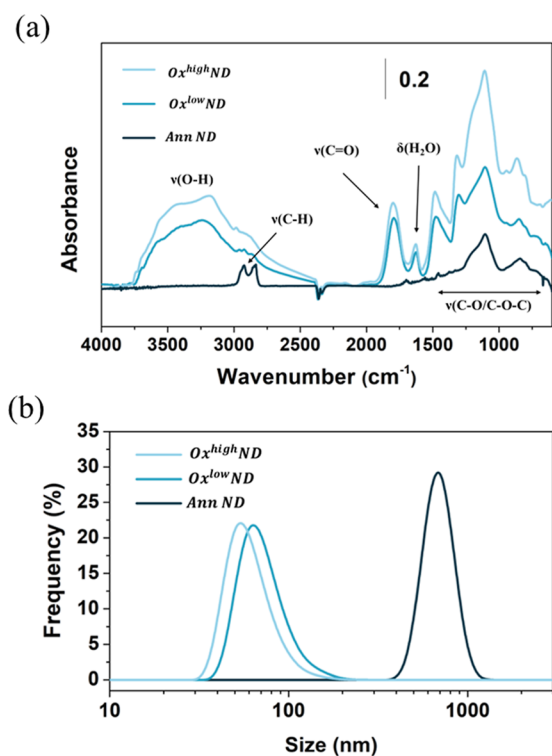 (a)
Ox^high ND
Ox^low ND
Ann ND
0.2
ν(O-H)
ν(C-H)
ν(C=O)
δ(H₂O)
ν(C-O/C-O-C)
Absorbance
4000 3500 3000 2500 2000 1500 1000
Wavenumber (cm⁻¹)
(b)
Ox^high ND
Ox^low ND
Ann ND
Frequency (%)
35
30
25
20
15
10
5
0
10 100 1000
Size (nm)